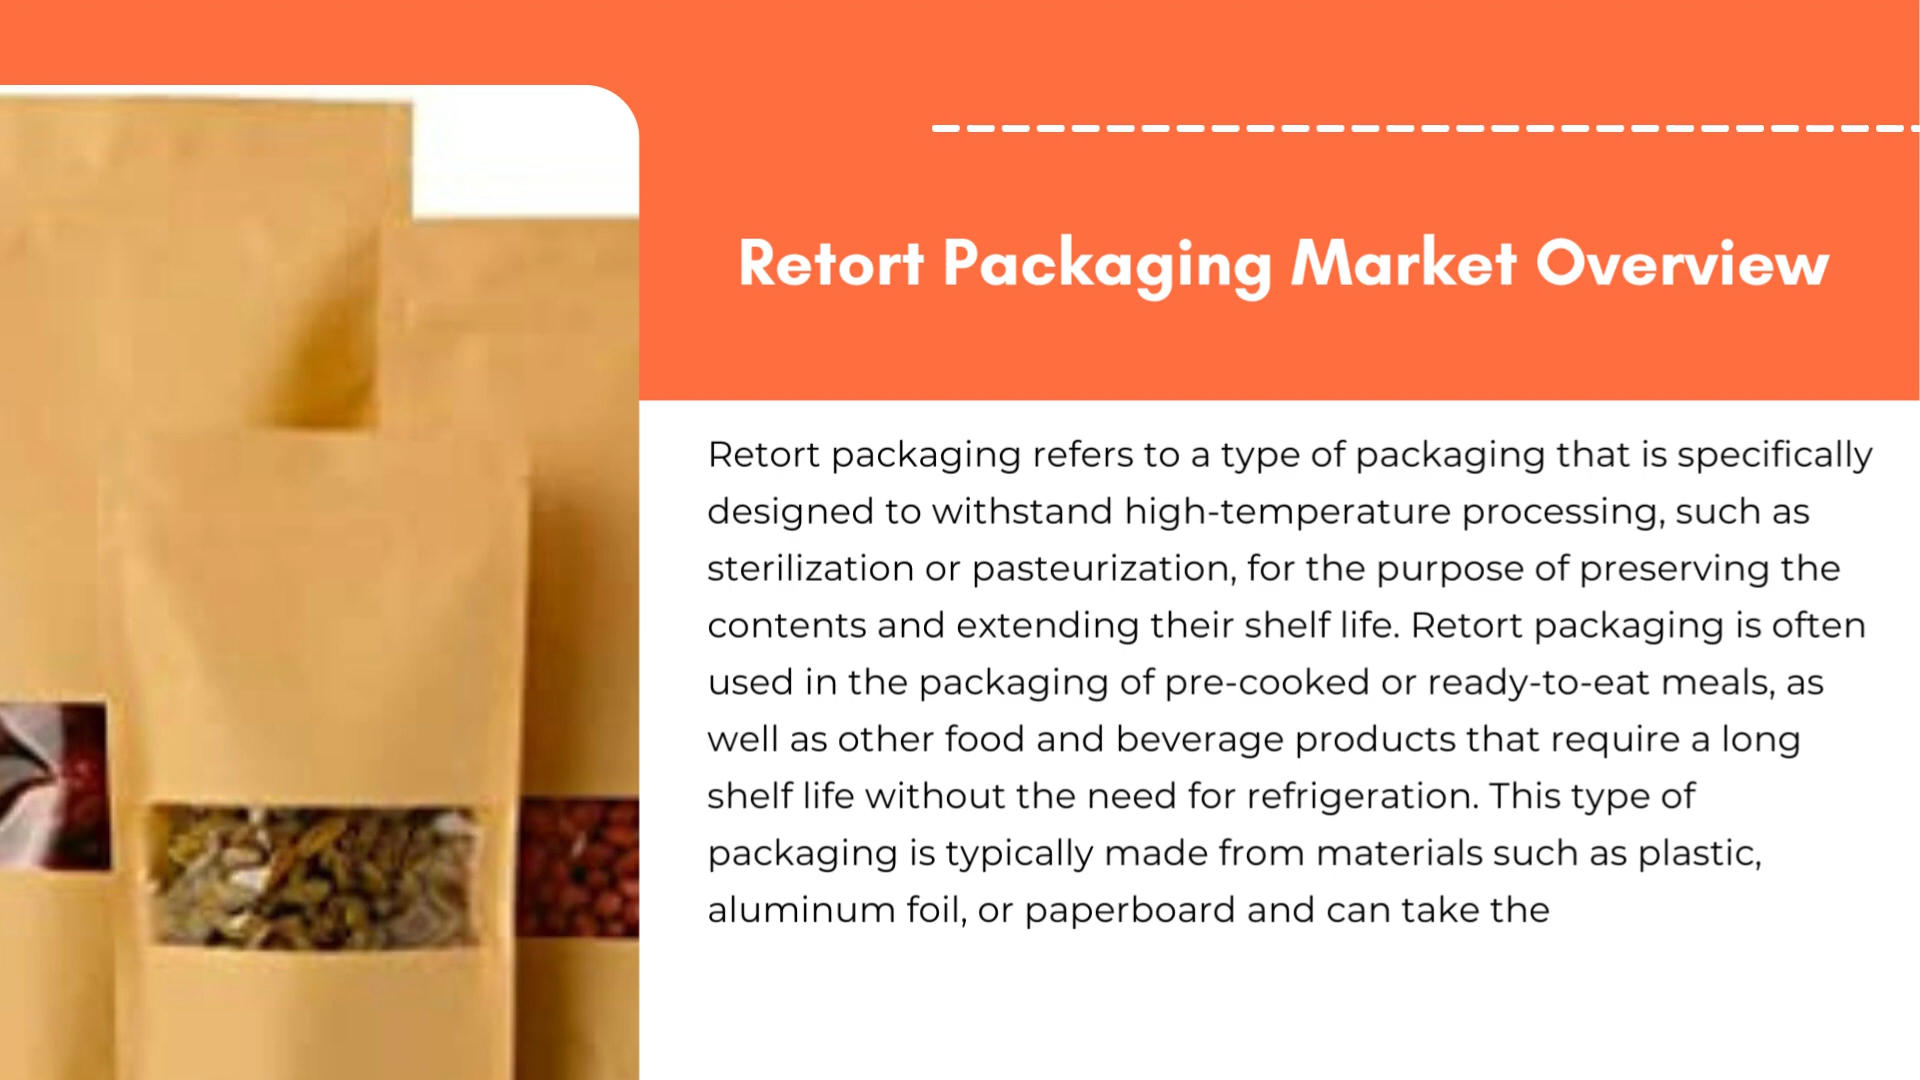 Retort Packaging Market Overview
Retort packaging refers to a type of packaging that is specifically
designed to withstand high-temperature processing, such as
sterilization or pasteurization, for the purpose of preserving the
contents and extending their shelf life. Retort packaging is often
used in the packaging of pre-cooked or ready-to-eat meals, as
well as other food and beverage products that require a long
shelf life without the need for refrigeration. This type of
packaging is typically made from materials such as plastic,
aluminum foil, or paperboard and can take the